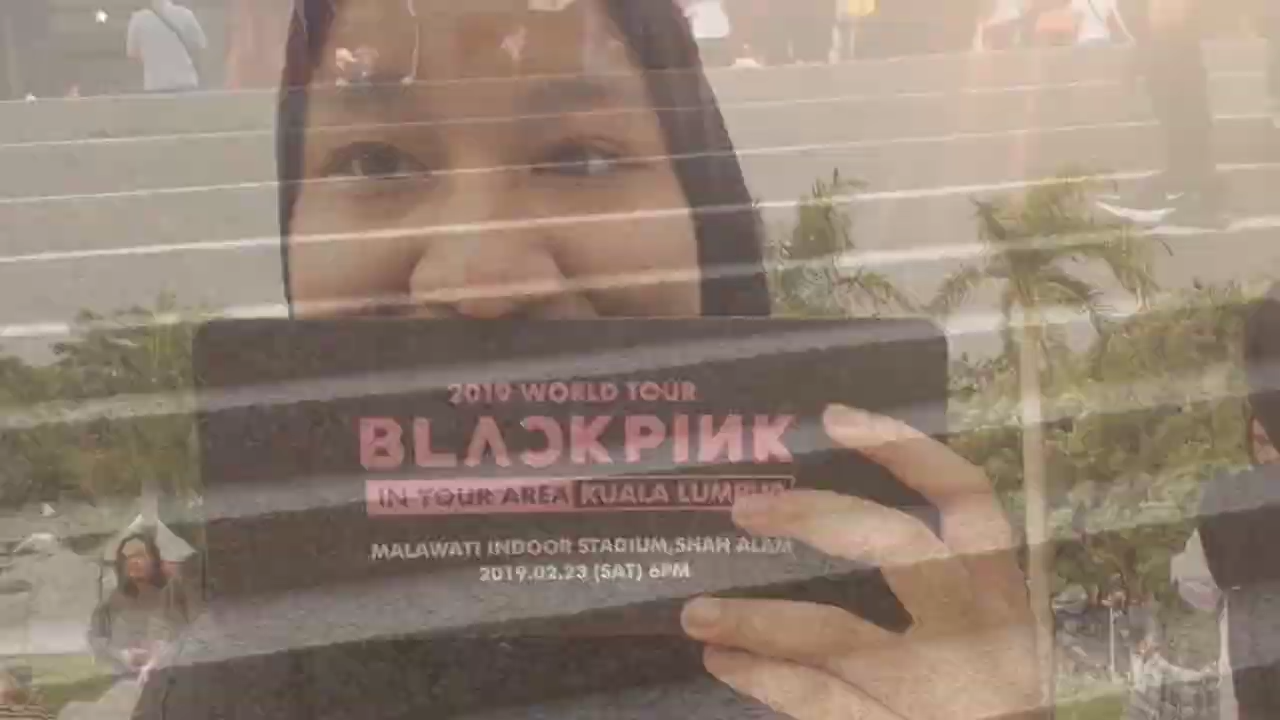 2019 WORLD TOUR
BLACKPINK
IN YOUR AREA KUALA LUMPUR
MALAWATI INDOOR STADIUM,SHAH ALAM
2019.02.23 (SAT) 6PM